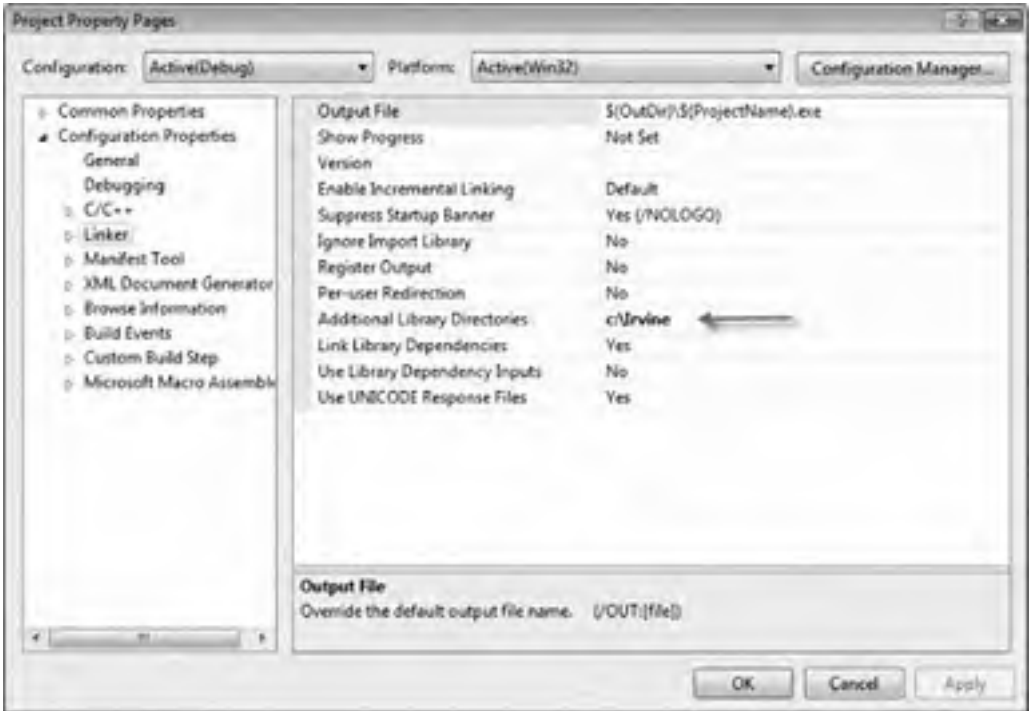 Project Property Pages
Configuration: Active(Debug) Platform: Active(Win32) Configuration Manager...
Common Properties
Configuration Properties
General
Debugging
C/C++
Linker
Manifest Tool
XML Document Generator
Browse Information
Build Events
Custom Build Step
Microsoft Macro Assemble
Output File $(OutDir)\$(ProjectName).exe
Show Progress Not Set
Version
Enable Incremental Linking Default
Suppress Startup Banner Yes (/NOLOGO)
Ignore Import Library No
Register Output No
Per-user Redirection No
Additional Library Directories c:\Irvine
Link Library Dependencies Yes
Use Library Dependency Inputs No
Use UNICODE Response Files Yes
Output File
Override the default output file name. (/OUT:[file])
OK Cancel Apply